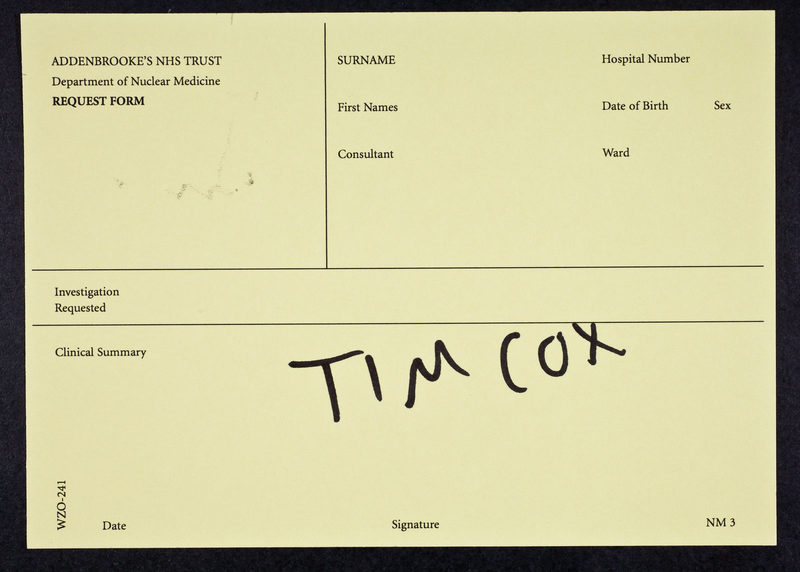 ADDENBROOKE'S NHS TRUST
Department of Nuclear Medicine
REQUEST FORM
SURNAME
Hospital Number
First Names
Date of Birth
Sex
Consultant
Ward
Investigation
Requested
Clinical Summary
TIM COX
WZO-241
Date
Signature
NM 3